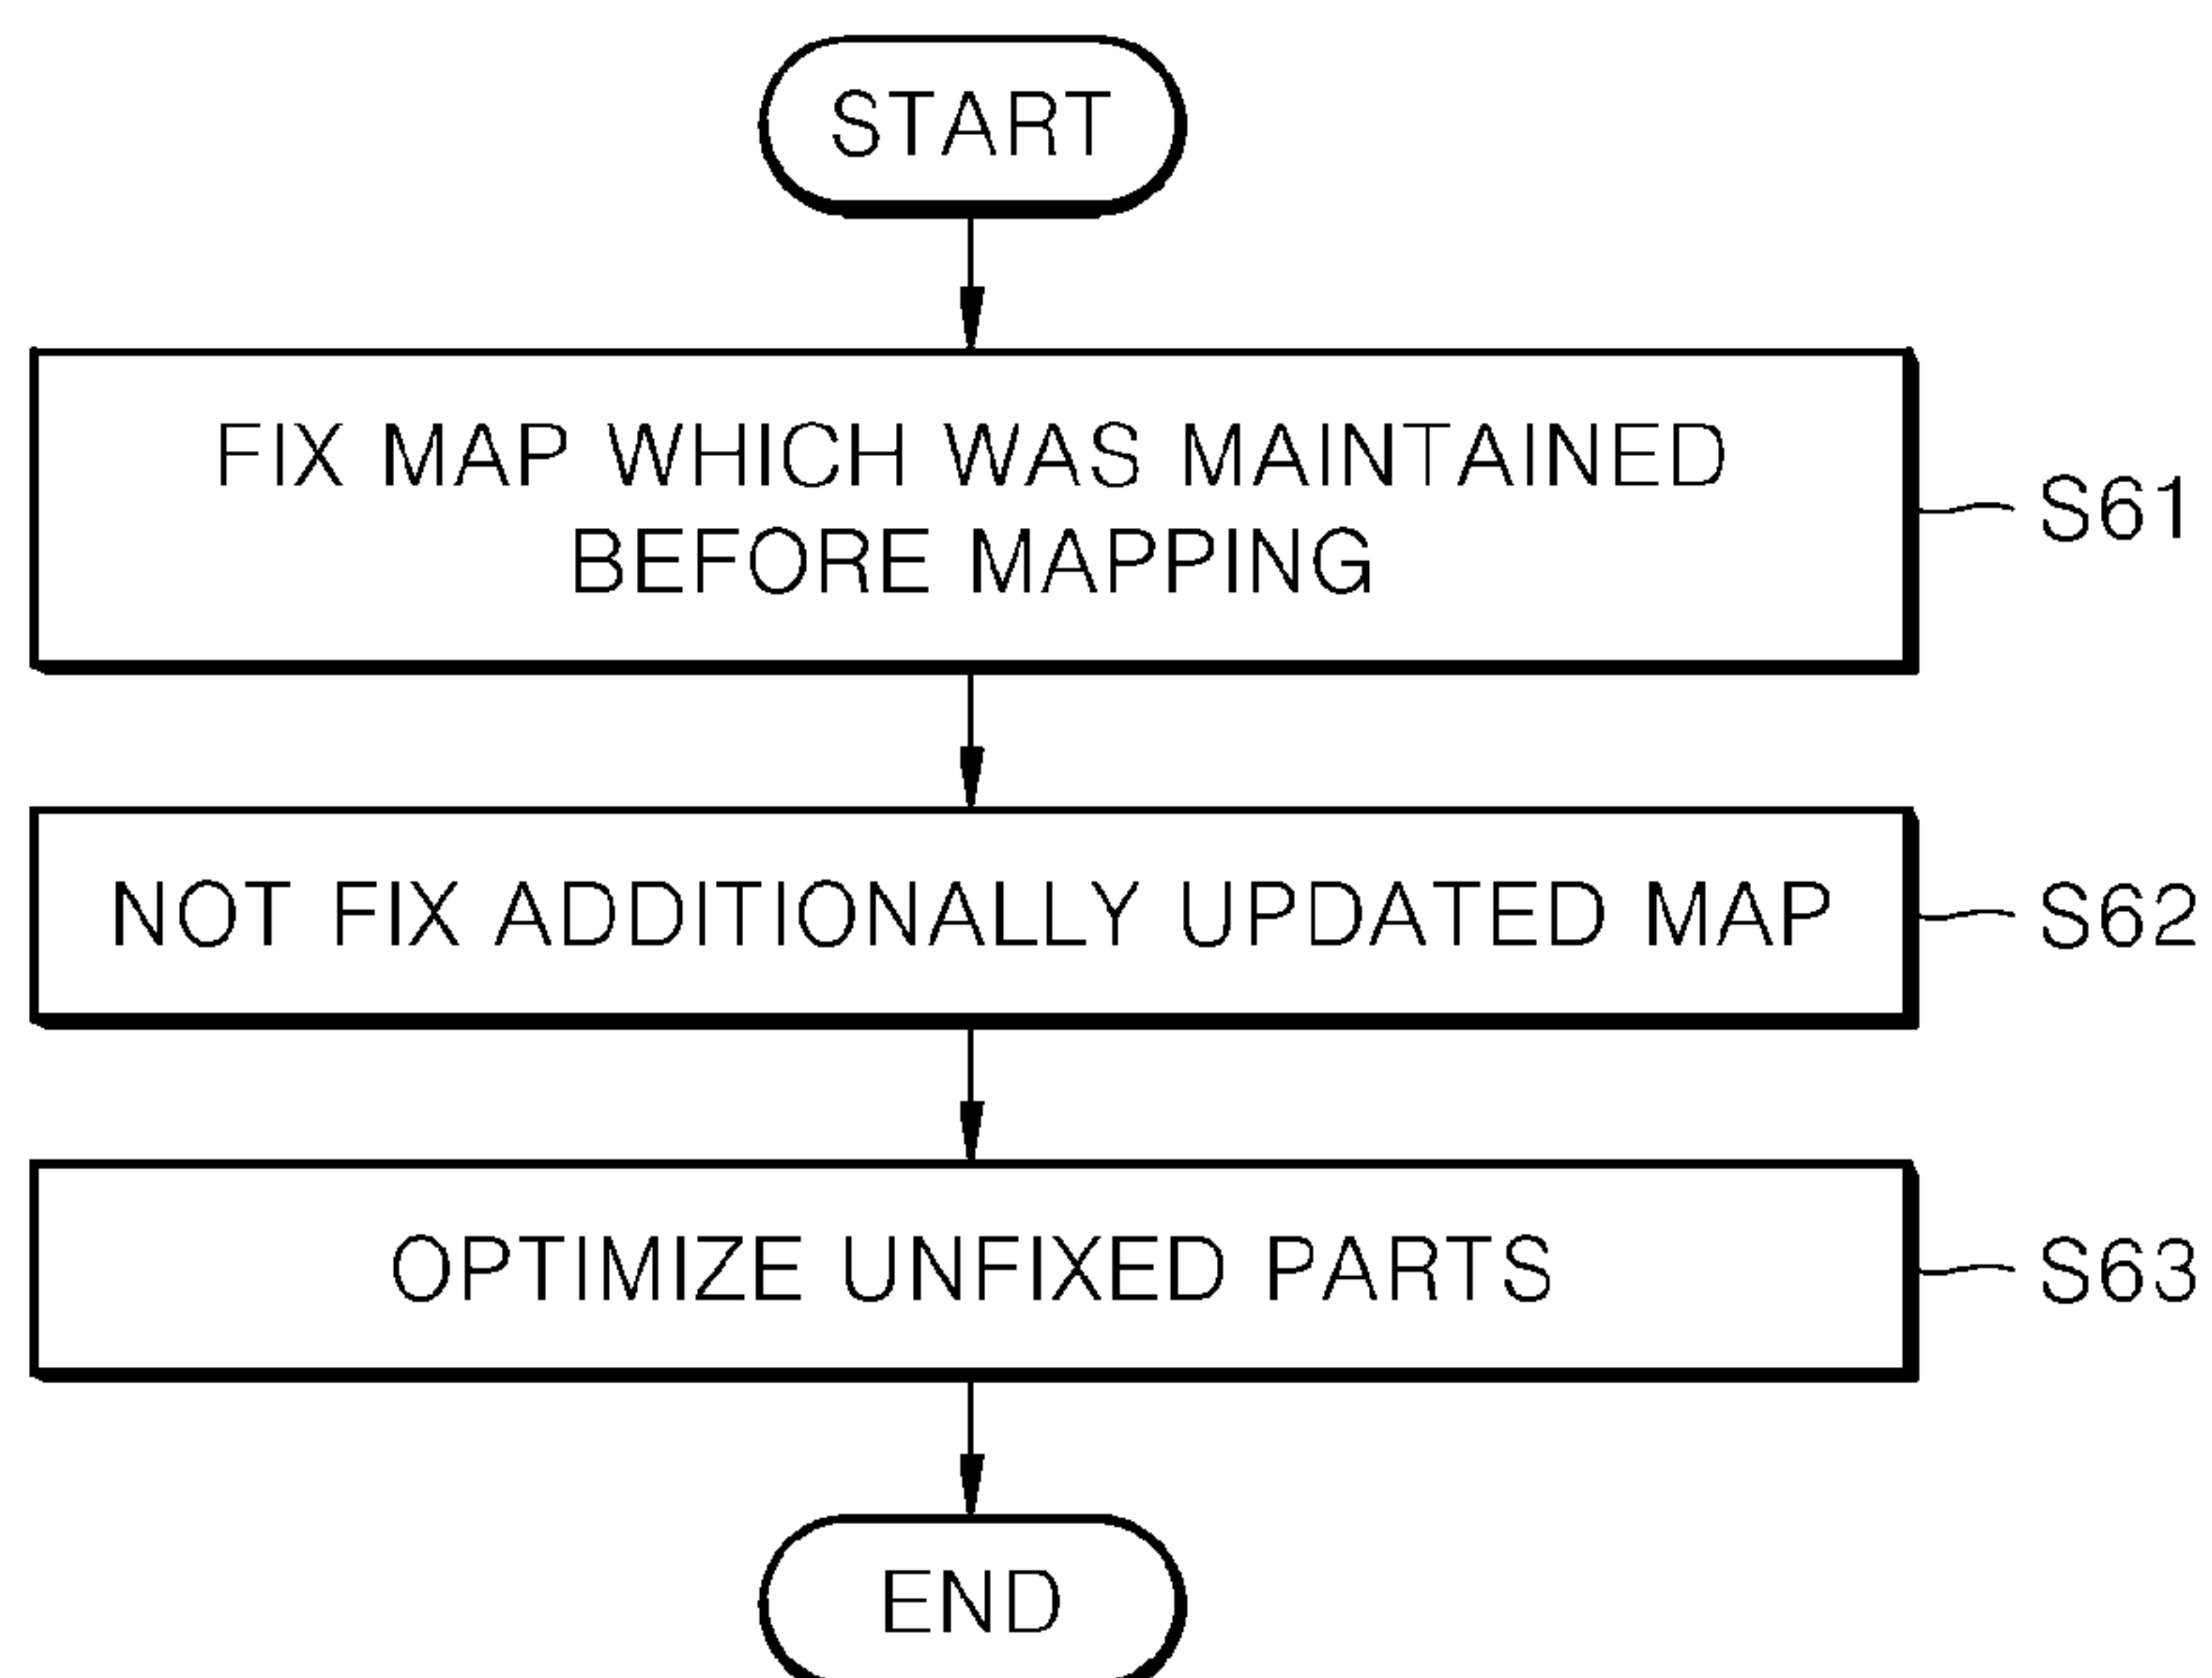 START
FIX MAP WHICH WAS MAINTAINED
BEFORE MAPPING
S61
NOT FIX ADDITIONALLY UPDATED MAP
S62
OPTIMIZE UNFIXED PARTS
S63
END